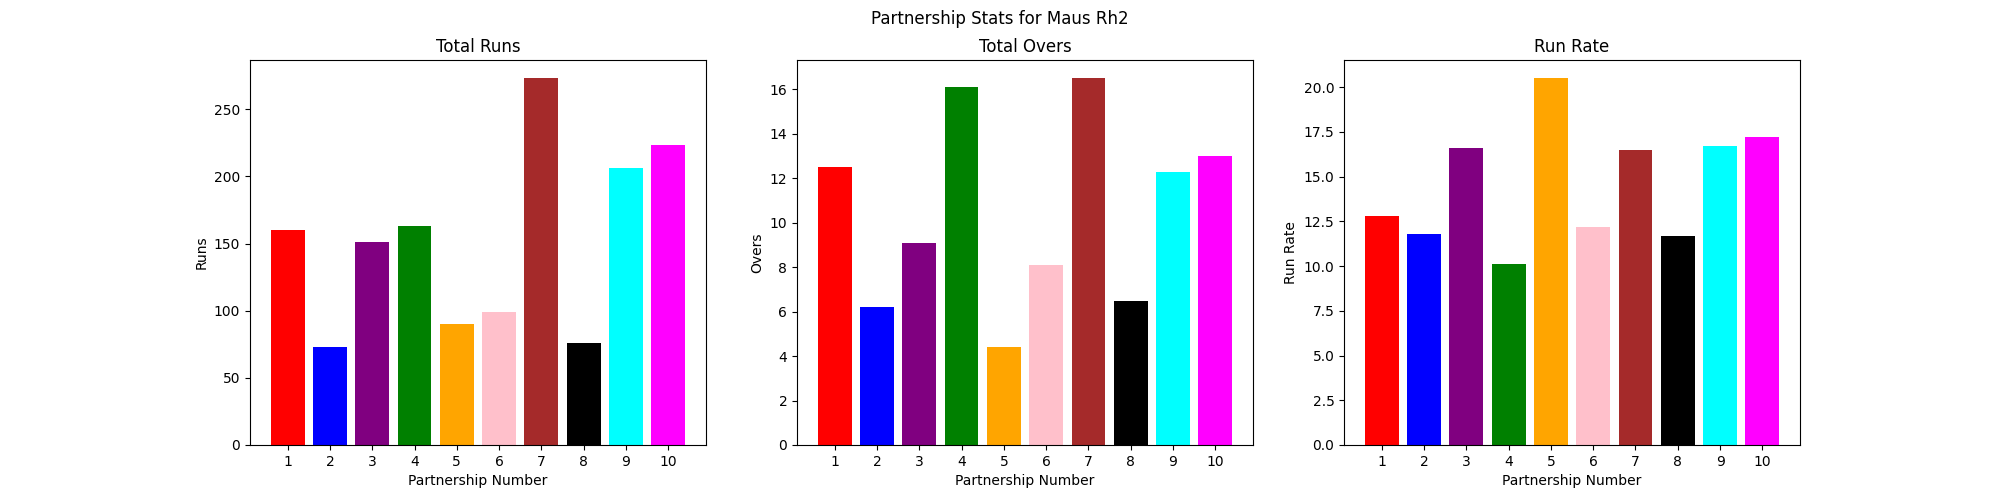 Partnership Stats for Maus Rh2
Total Runs
Runs
250
200
150
100
50
0
1 2 3 4 5 6 7 8 9 10
Partnership Number
Total Overs
Overs
16
14
12
10
8
6
4
2
0
1 2 3 4 5 6 7 8 9 10
Partnership Number
Run Rate
Run Rate
20.0
17.5
15.0
12.5
10.0
7.5
5.0
2.5
0.0
1 2 3 4 5 6 7 8 9 10
Partnership Number